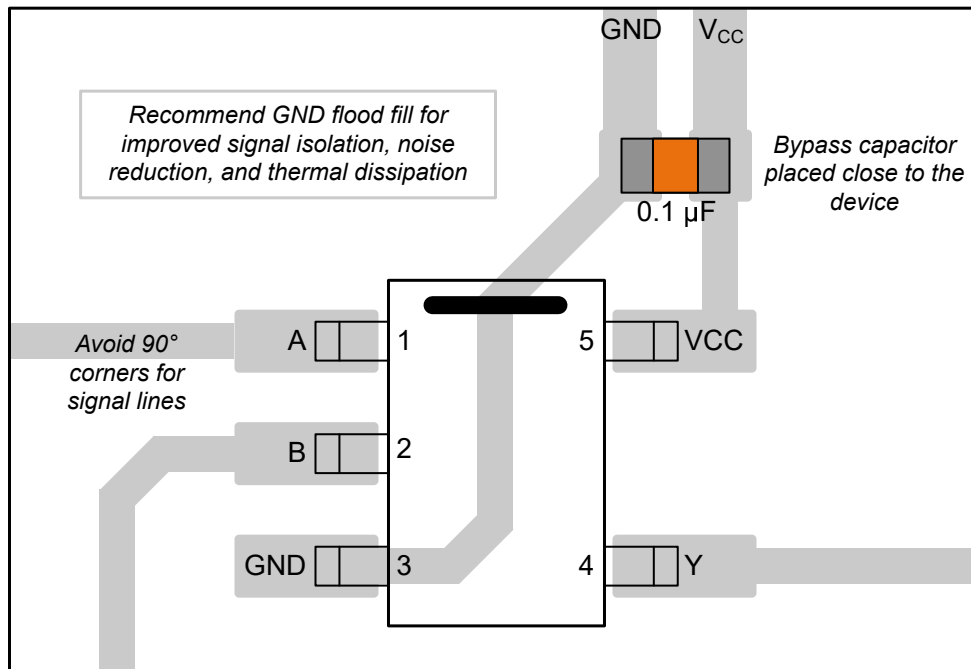 GND
V_CC
Recommend GND flood fill for
improved signal isolation, noise
reduction, and thermal dissipation
Bypass capacitor
placed close to the
device
0.1 µF
A
1
5
VCC
Avoid 90°
corners for
signal lines
B
2
GND
3
4
Y